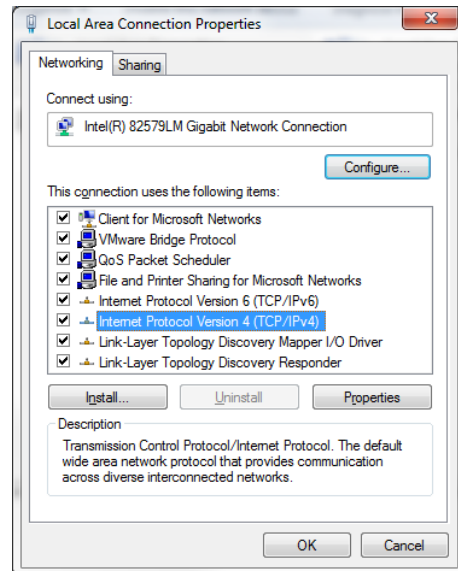 Local Area Connection Properties
Networking
Sharing
Connect using:
Intel(R) 82579LM Gigabit Network Connection
Configure...
This connection uses the following items:
Client for Microsoft Networks
VMware Bridge Protocol
QoS Packet Scheduler
File and Printer Sharing for Microsoft Networks
Internet Protocol Version 6 (TCP/IPv6)
Internet Protocol Version 4 (TCP/IPv4)
Link-Layer Topology Discovery Mapper I/O Driver
Link-Layer Topology Discovery Responder
Install...
Uninstall
Properties
Description
Transmission Control Protocol/Internet Protocol. The default
wide area network protocol that provides communication
across diverse interconnected networks.
OK
Cancel